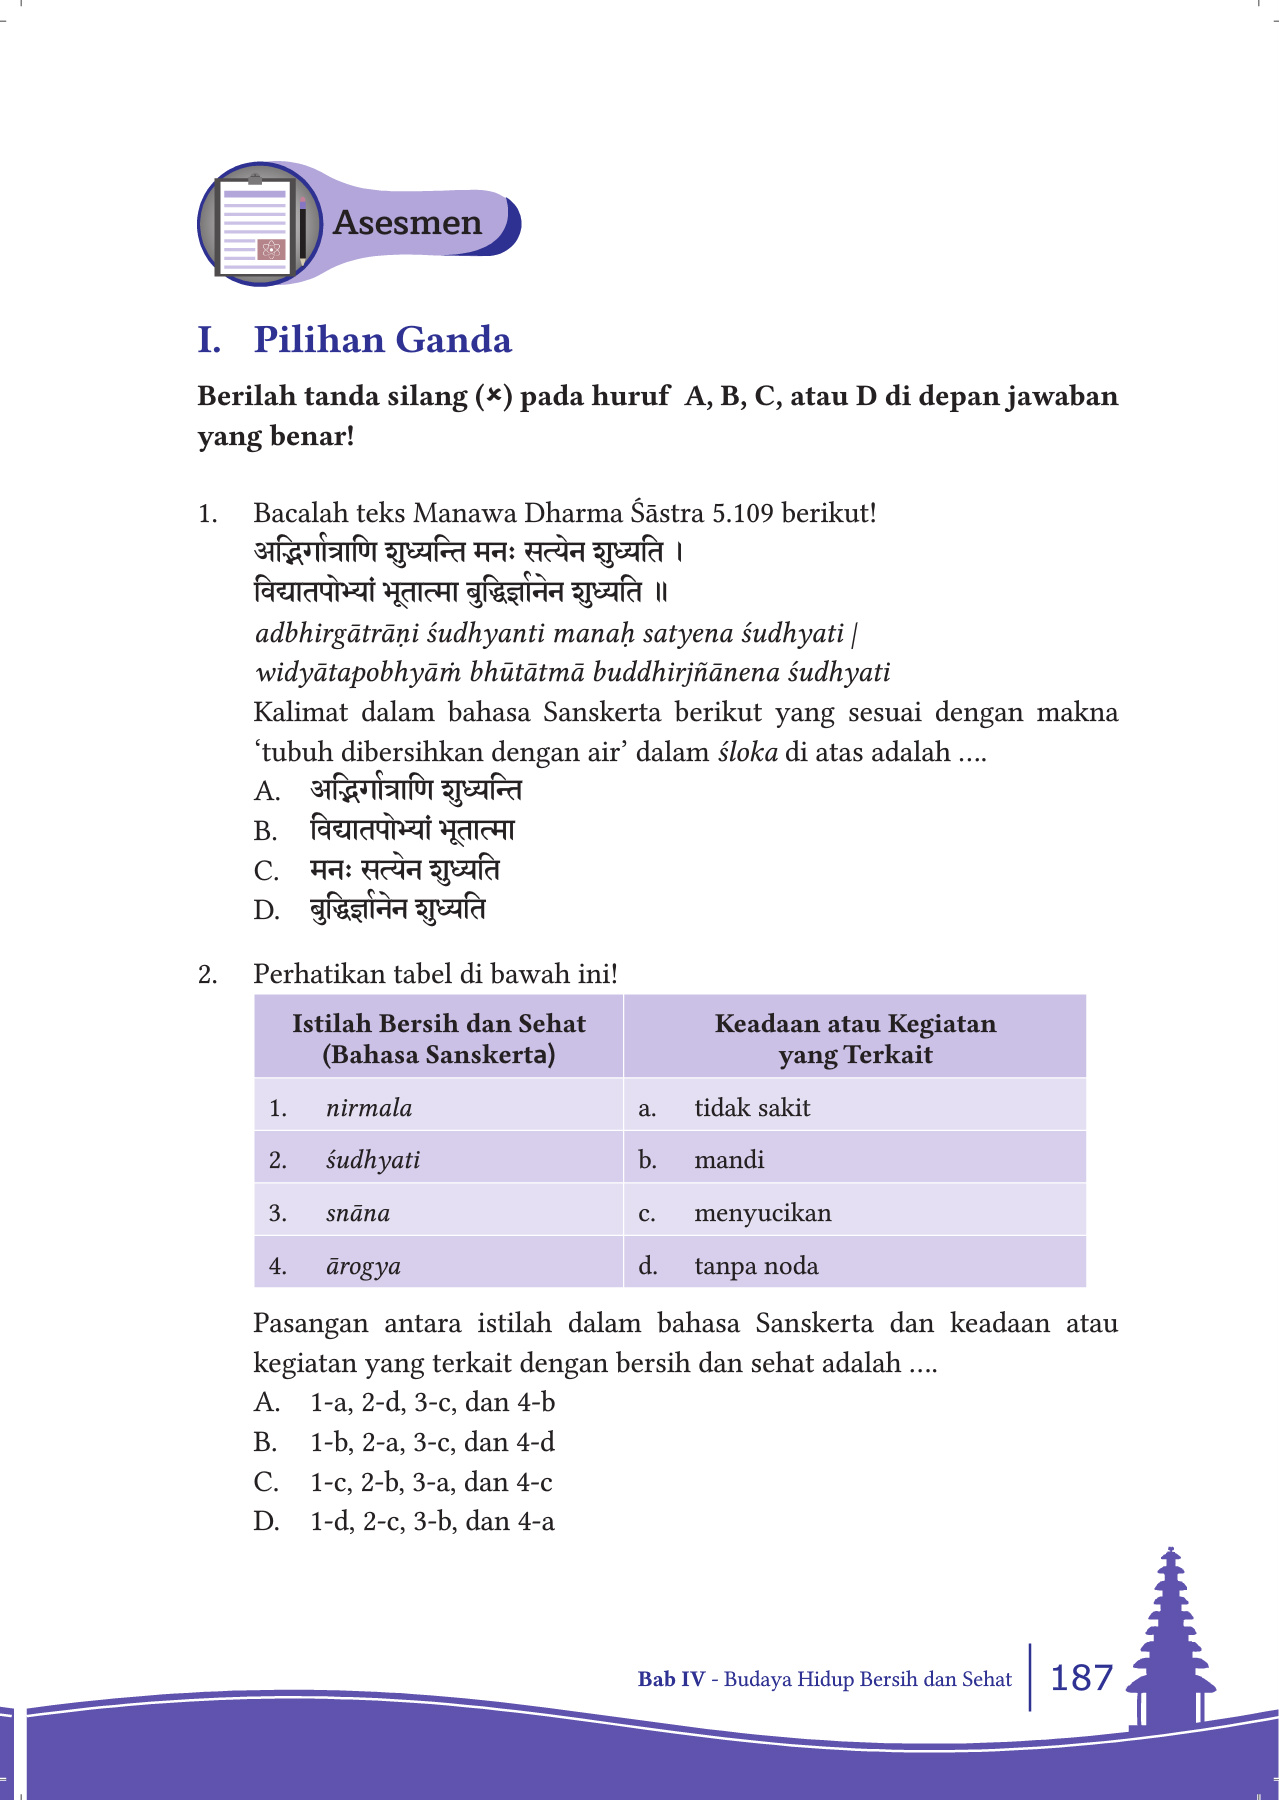 Asesmen
I. Pilihan Ganda
Berilah tanda silang (×) pada huruf A, B, C, atau D di depan jawaban
yang benar!
1. Bacalah teks Manawa Dharma Śāstra 5.109 berikut!
अद्भिर्गात्राणि शुध्यन्ति मनः सत्येन शुध्यति ।
विद्यातपोभ्यां भूतात्मा बुद्धिर्ज्ञानेन शुध्यति ॥
adbhirgātrāṇi śudhyanti manaḥ satyena śudhyati |
widyātapobhyāṁ bhūtātmā buddhirjñānena śudhyati
Kalimat dalam bahasa Sanskerta berikut yang sesuai dengan makna
‘tubuh dibersihkan dengan air’ dalam śloka di atas adalah ….
A. अद्भिर्गात्राणि शुध्यन्ति
B. विद्यातपोभ्यां भूतात्मा
C. मनः सत्येन शुध्यति
D. बुद्धिर्ज्ञानेन शुध्यति
2. Perhatikan tabel di bawah ini!
Istilah Bersih dan Sehat
(Bahasa Sanskerta)
Keadaan atau Kegiatan
yang Terkait
1. nirmala a. tidak sakit
2. śudhyati b. mandi
3. snāna c. menyucikan
4. ārogya d. tanpa noda
Pasangan antara istilah dalam bahasa Sanskerta dan keadaan atau
kegiatan yang terkait dengan bersih dan sehat adalah ….
A. 1-a, 2-d, 3-c, dan 4-b
B. 1-b, 2-a, 3-c, dan 4-d
C. 1-c, 2-b, 3-a, dan 4-c
D. 1-d, 2-c, 3-b, dan 4-a
Bab IV - Budaya Hidup Bersih dan Sehat 187